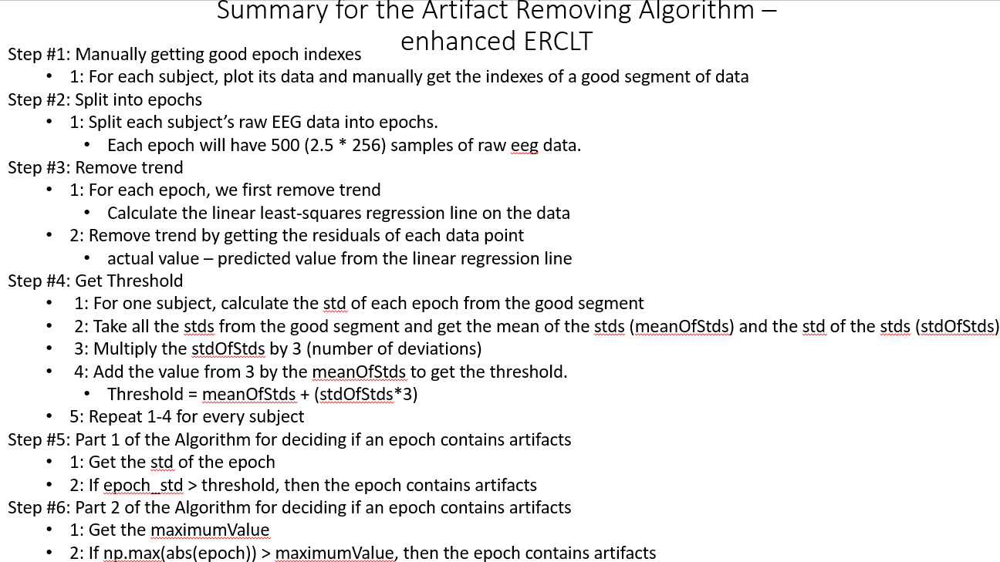 Summary for the Artifact Removing Algorithm –
enhanced ERCLT
Step #1: Manually getting good epoch indexes
• 1: For each subject, plot its data and manually get the indexes of a good segment of data
Step #2: Split into epochs
• 1: Split each subject’s raw EEG data into epochs.
• Each epoch will have 500 (2.5 * 256) samples of raw eeg data.
Step #3: Remove trend
• 1: For each epoch, we first remove trend
• Calculate the linear least-squares regression line on the data
• 2: Remove trend by getting the residuals of each data point
• actual value – predicted value from the linear regression line
Step #4: Get Threshold
• 1: For one subject, calculate the std of each epoch from the good segment
• 2: Take all the stds from the good segment and get the mean of the stds (meanOfStds) and the std of the stds (stdOfStds)
• 3: Multiply the stdOfStds by 3 (number of deviations)
• 4: Add the value from 3 by the meanOfStds to get the threshold.
• Threshold = meanOfStds + (stdOfStds*3)
• 5: Repeat 1-4 for every subject
Step #5: Part 1 of the Algorithm for deciding if an epoch contains artifacts
• 1: Get the std of the epoch
• 2: If epoch_std > threshold, then the epoch contains artifacts
Step #6: Part 2 of the Algorithm for deciding if an epoch contains artifacts
• 1: Get the maximumValue
• 2: If np.max(abs(epoch)) > maximumValue, then the epoch contains artifacts